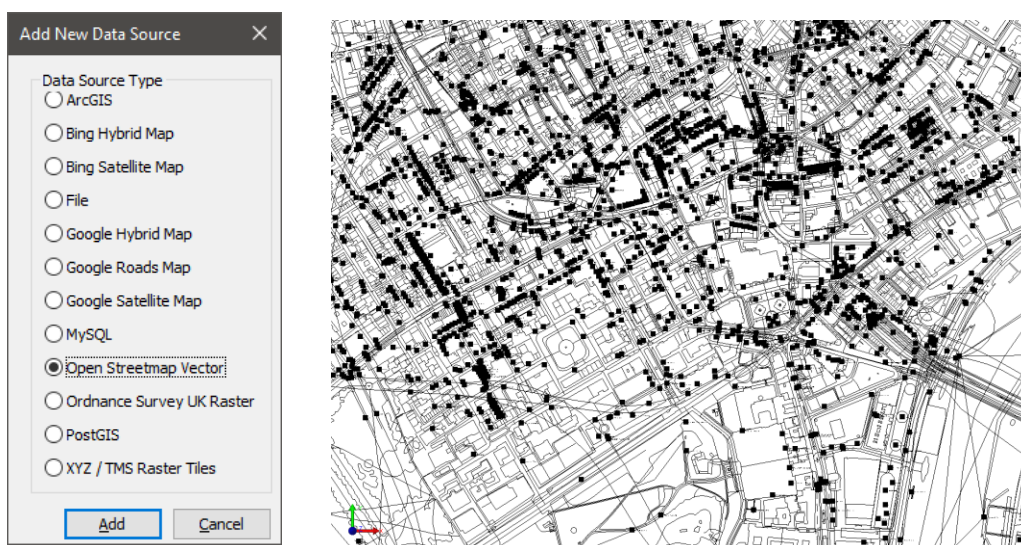 Add New Data Source
Data Source Type
ArcGIS
Bing Hybrid Map
Bing Satellite Map
File
Google Hybrid Map
Google Roads Map
Google Satellite Map
MySQL
Open Streetmap Vector
Ordnance Survey UK Raster
PostGIS
XYZ / TMS Raster Tiles
Add Cancel